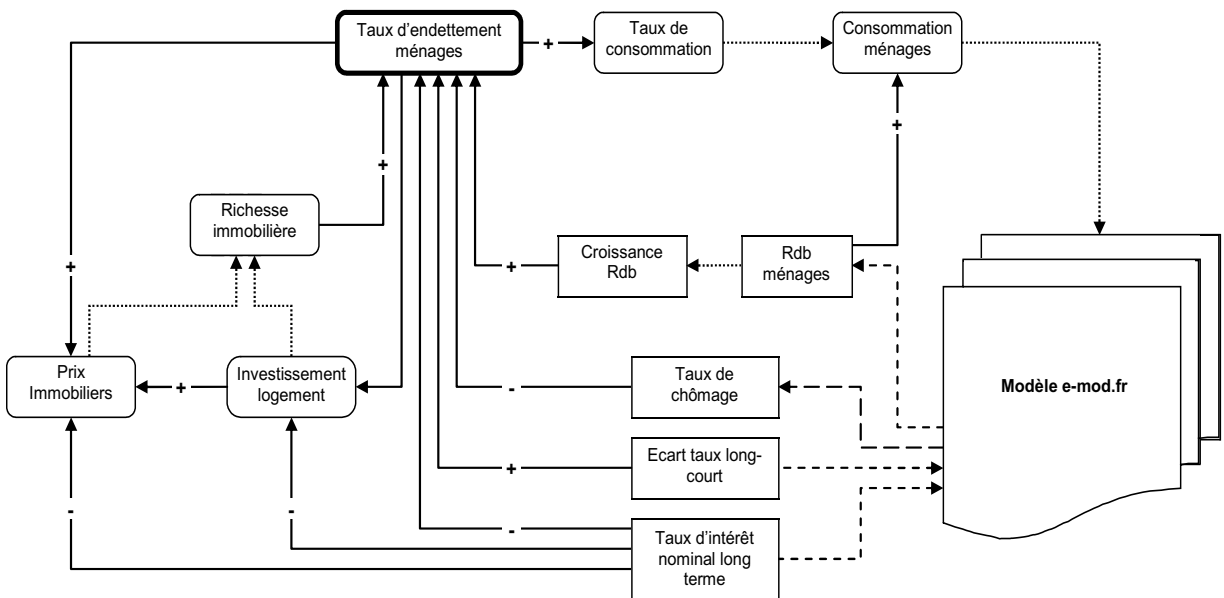 Taux d'endettement
ménages
+
Taux de
consommation
Consommation
ménages
+
+
Richesse
immobilière
+
+
Croissance
Rdb
Rdb
ménages
Prix
Immobiliers
+
Investissement
logement
-
Taux de
chômage
Modèle e-mod.fr
+
Ecart taux long-
court
-
-
-
Taux d'intérêt
nominal long
terme